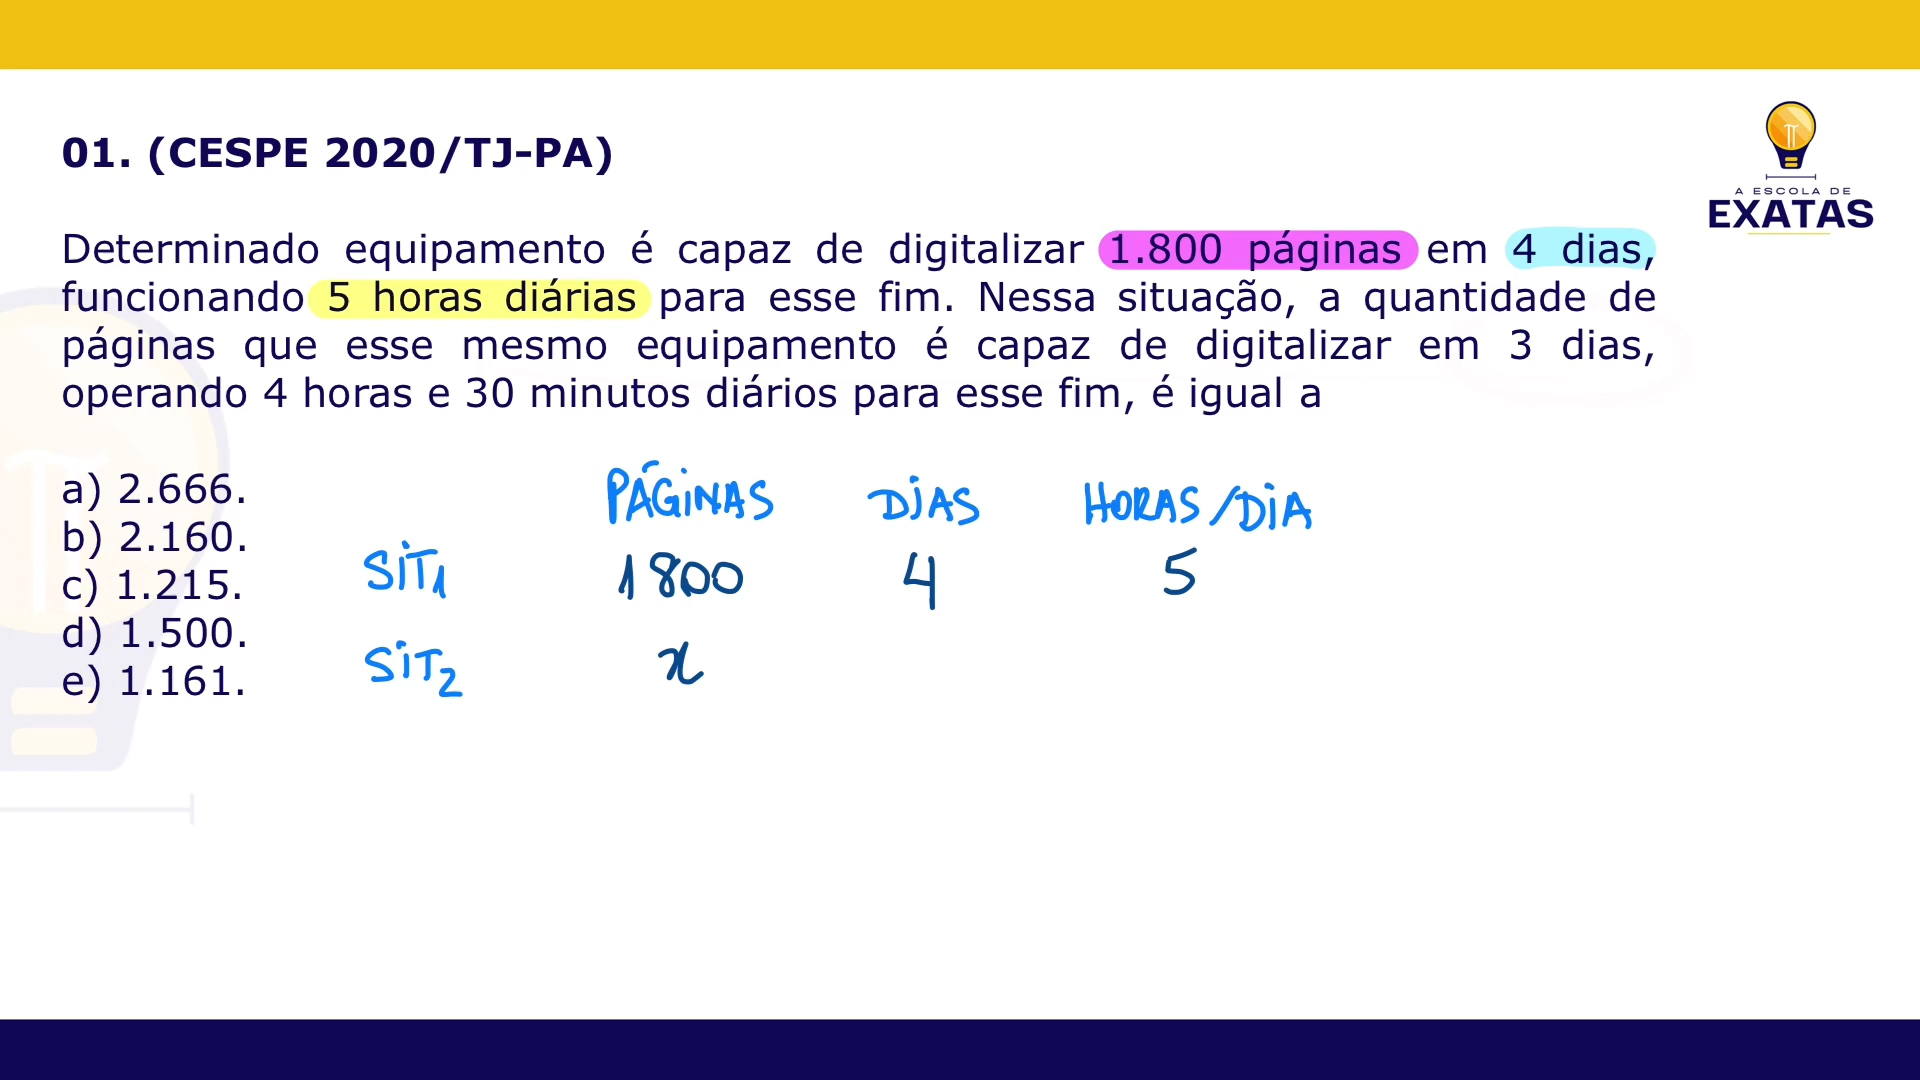 01. (CESPE 2020/TJ-PA)
A ESCOLA DE
EXATAS
Determinado equipamento é capaz de digitalizar 1.800 páginas em 4 dias,
funcionando 5 horas diárias para esse fim. Nessa situação, a quantidade de
páginas que esse mesmo equipamento é capaz de digitalizar em 3 dias,
operando 4 horas e 30 minutos diários para esse fim, é igual a
a) 2.666.
b) 2.160.
c) 1.215.
d) 1.500.
e) 1.161.
PÁGINAS DIAS HORAS/DIA
SIT1 1800 4 5
SIT2 x